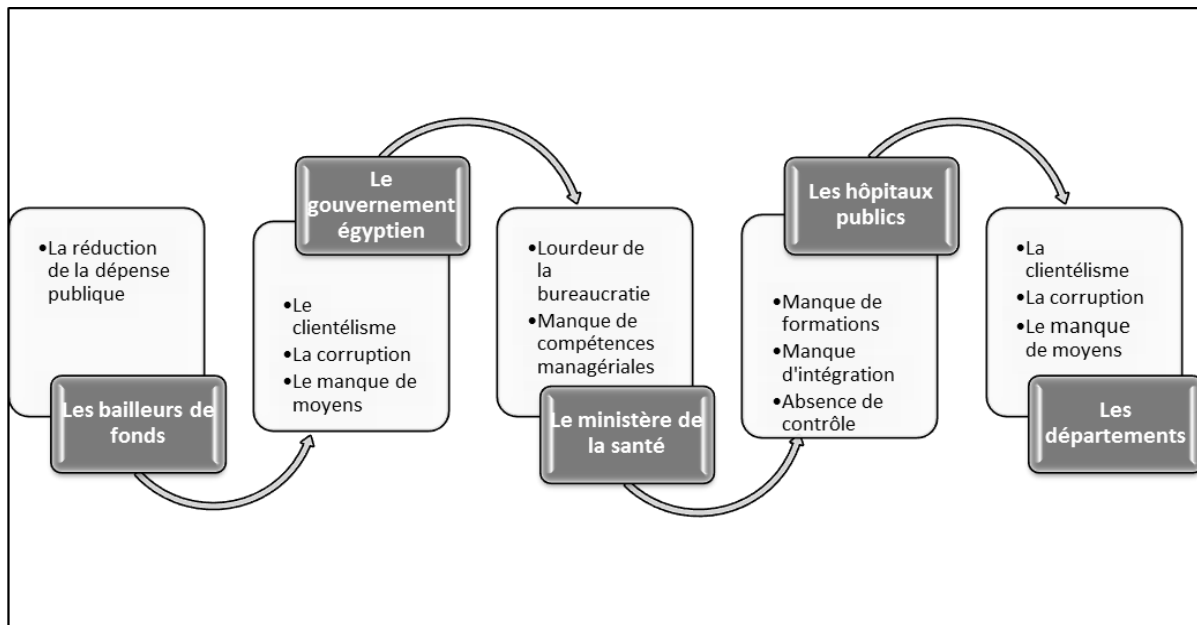 •La réduction
de la dépense
publique
Les bailleurs de
fonds
Le
gouvernement
égyptien
•Le
clientélisme
•La corruption
•Le manque de
moyens
•Lourdeur de
la
bureaucratie
•Manque de
compétences
managériales
Le ministère de
la santé
Les hôpitaux
publics
•Manque de
formations
•Manque
d'intégration
•Absence de
contrôle
•La
clientélisme
•La corruption
•Le manque
de moyens
Les
départements